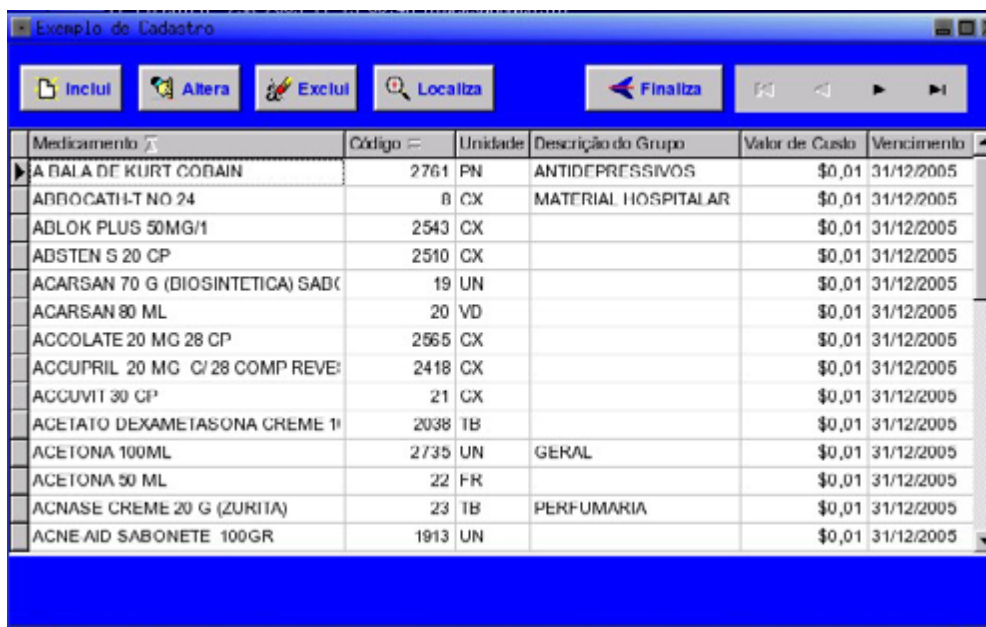 Exemplo de Cadastro
Inclui Altera Exclui Localiza Finaliza
Medicamento Código Unidade Descrição do Grupo Valor de Custo Vencimento
A BALA DE KURT COBAIN 2761 PN ANTIDEPRESSIVOS $0,01 31/12/2005
ABBOCATH-T NO 24 8 CX MATERIAL HOSPITALAR $0,01 31/12/2005
ABLOK PLUS 50MG/1 2543 CX $0,01 31/12/2005
ABSTEN S 20 CP 2510 CX $0,01 31/12/2005
ACARSAN 70 G (BIOSINTETICA) SAB 19 UN $0,01 31/12/2005
ACARSAN 80 ML 20 VD $0,01 31/12/2005
ACCOLATE 20 MG 28 CP 2565 CX $0,01 31/12/2005
ACCUPRIL 20 MG C/ 28 COMP REVE 2418 CX $0,01 31/12/2005
ACCUVIT 30 CP 21 CX $0,01 31/12/2005
ACETATO DEXAMETASONA CREME 1 2038 TB $0,01 31/12/2005
ACETONA 100ML 2735 UN GERAL $0,01 31/12/2005
ACETONA 50 ML 22 FR $0,01 31/12/2005
ACNASE CREME 20 G (ZURITA) 23 TB PERFUMARIA $0,01 31/12/2005
ACNE-AID SABONETE 100GR 1913 UN $0,01 31/12/2005